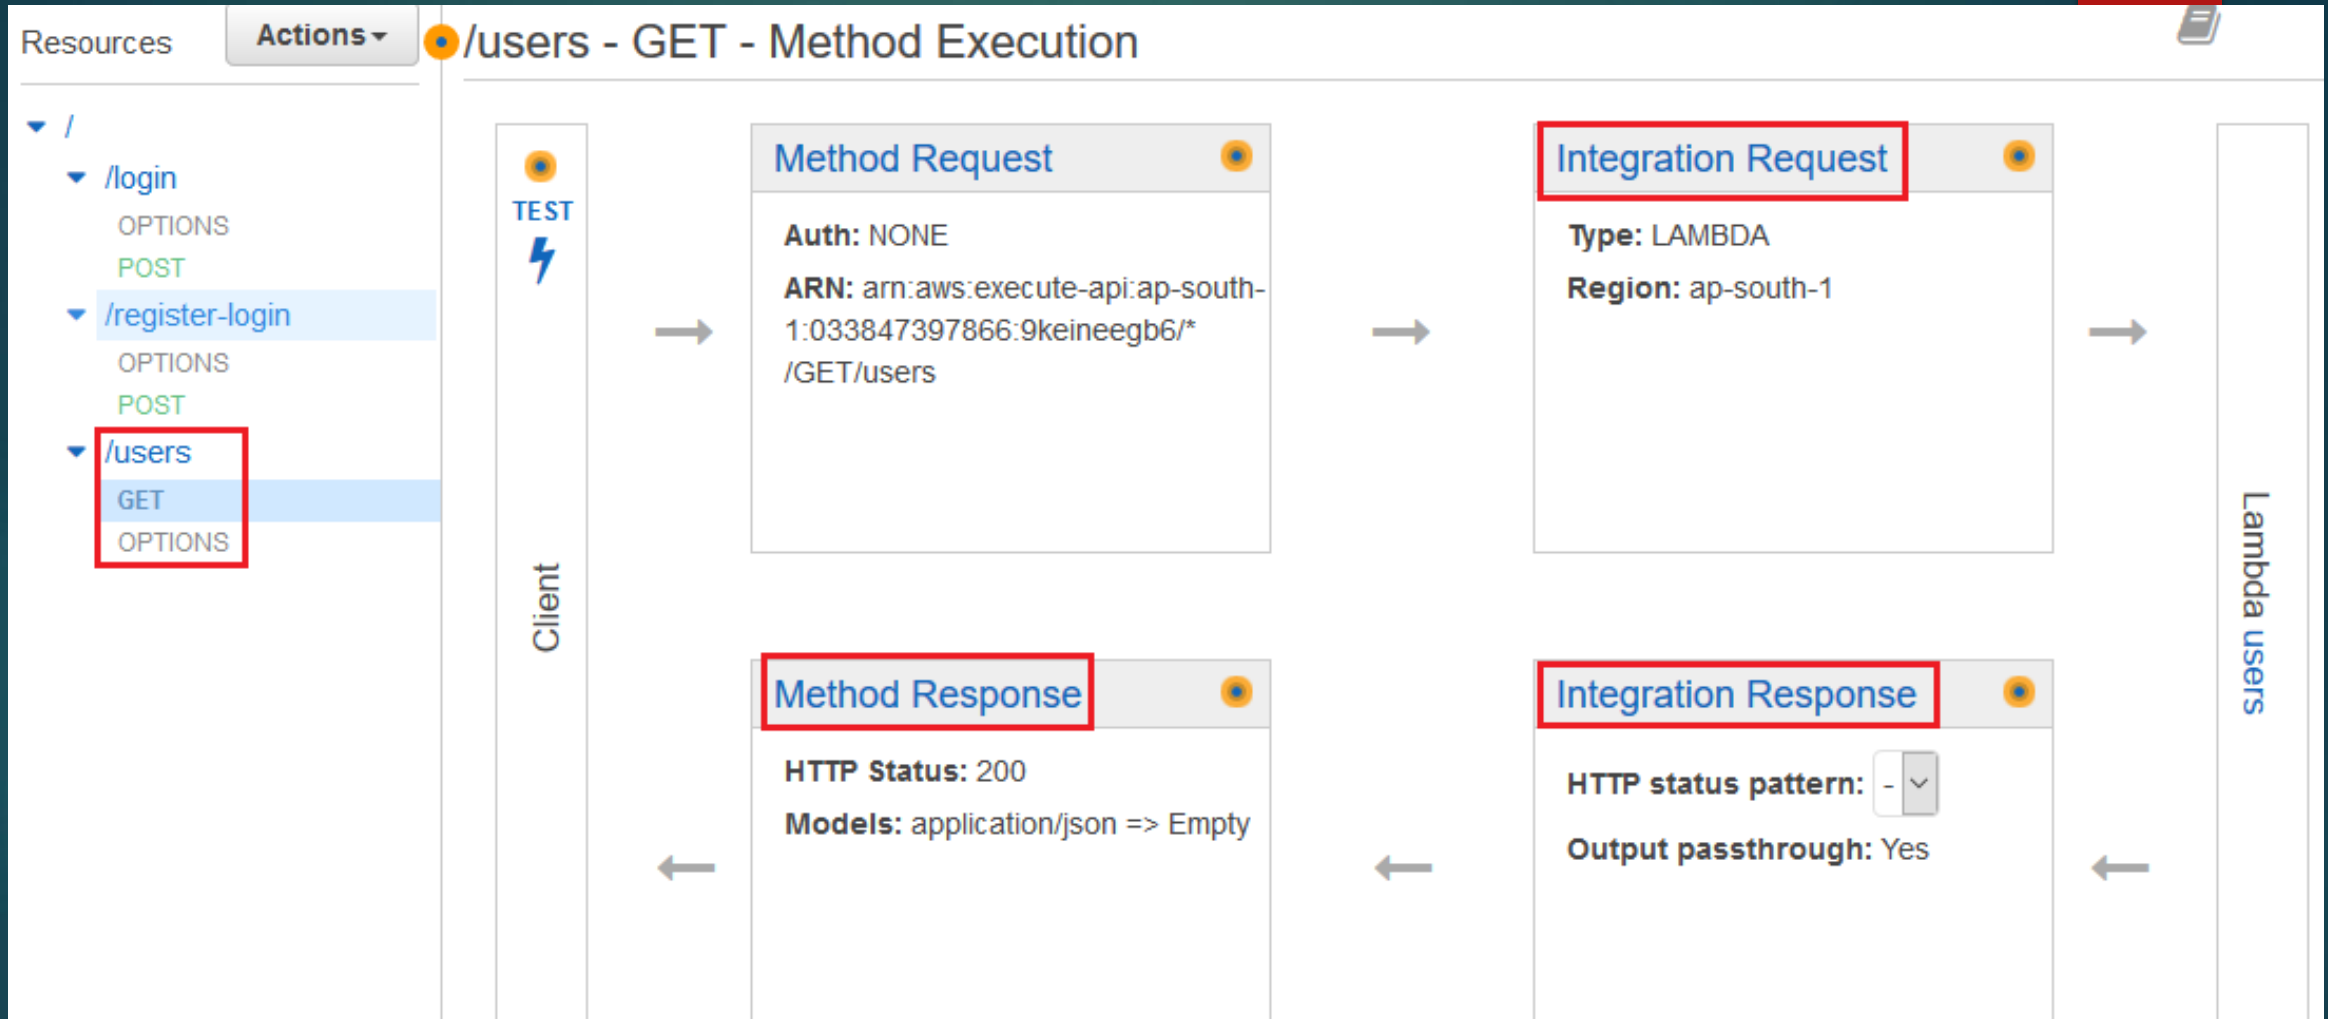 Resources
Actions
/users - GET - Method Execution
/
/login
OPTIONS
POST
/register-login
OPTIONS
POST
/users
GET
OPTIONS
TEST
Client
Method Request
Auth: NONE
ARN: arn:aws:execute-api:ap-south-
1:033847397866:9keineegb6/*
/GET/users
Integration Request
Type: LAMBDA
Region: ap-south-1
Method Response
HTTP Status: 200
Models: application/json => Empty
Integration Response
HTTP status pattern: -
Output passthrough: Yes
Lambda users